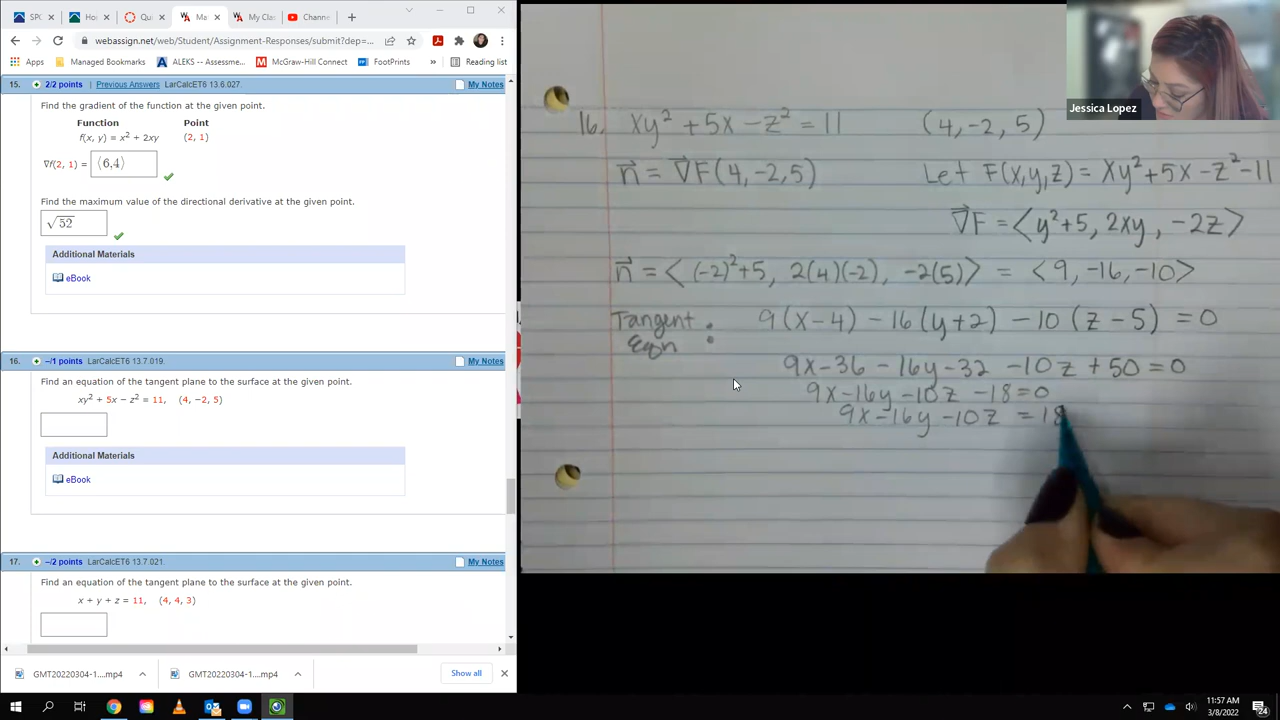 SPC
Ho
Qui
Ma
My Cla
Channe
webassign.net/web/Student/Assignment-Responses/submit?dep=...
Apps
Managed Bookmarks
ALEKS -- Assessm...
McGraw-Hill Connect
FootPrints
»
Reading list
15. 2/2 points | Previous Answers LarCalcET6 13.6.027. My Notes
Find the gradient of the function at the given point.
Function Point
f(x, y) = x² + 2xy (2, 1)
∇f(2, 1) = ⟨6,4⟩
Find the maximum value of the directional derivative at the given point.
√52
Additional Materials
eBook
16. –/1 points LarCalcET6 13.7.019. My Notes
Find an equation of the tangent plane to the surface at the given point.
xy² + 5x − z² = 11, (4, −2, 5)
Additional Materials
eBook
17. –/2 points LarCalcET6 13.7.021. My Notes
Find an equation of the tangent plane to the surface at the given point.
x + y + z = 11, (4, 4, 3)
GMT20220304-1....mp4
GMT20220304-1....mp4
Show all
Jessica Lopez
16. xy² + 5x − z² = 11 (4, −2, 5)
n⃗ = ∇⃗F(4, −2, 5) Let F(x,y,z) = xy² + 5x − z² − 11
∇⃗F = ⟨y²+5, 2xy, −2z⟩
n⃗ = ⟨(−2)²+5, 2(4)(−2), −2(5)⟩ = ⟨9, −16, −10⟩
Tangent Eqn : 9(x−4) − 16(y+2) − 10(z−5) = 0
9x − 36 − 16y − 32 − 10z + 50 = 0
9x − 16y − 10z − 18 = 0
9x − 16y − 10z = 18
11:57 AM
3/8/2022
24